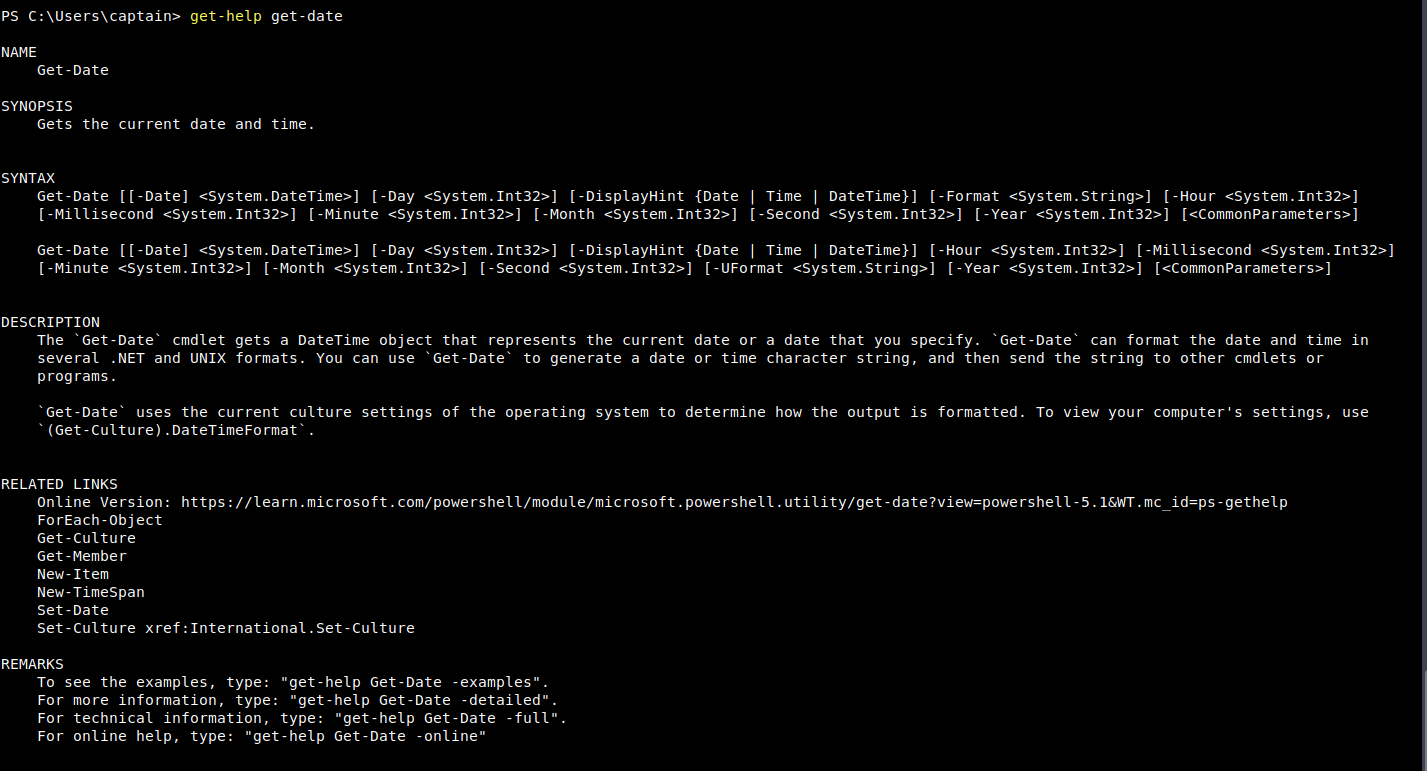 PS C:\Users\captain> get-help get-date
NAME
Get-Date
SYNOPSIS
Gets the current date and time.
SYNTAX
Get-Date [[-Date] <System.DateTime>] [-Day <System.Int32>] [-DisplayHint {Date | Time | DateTime}] [-Format <System.String>] [-Hour <System.Int32>]
[-Millisecond <System.Int32>] [-Minute <System.Int32>] [-Month <System.Int32>] [-Second <System.Int32>] [-Year <System.Int32>] [<CommonParameters>]
Get-Date [[-Date] <System.DateTime>] [-Day <System.Int32>] [-DisplayHint {Date | Time | DateTime}] [-Hour <System.Int32>] [-Millisecond <System.Int32>]
[-Minute <System.Int32>] [-Month <System.Int32>] [-Second <System.Int32>] [-UFormat <System.String>] [-Year <System.Int32>] [<CommonParameters>]
DESCRIPTION
The `Get-Date` cmdlet gets a DateTime object that represents the current date or a date that you specify. `Get-Date` can format the date and time in
several .NET and UNIX formats. You can use `Get-Date` to generate a date or time character string, and then send the string to other cmdlets or
programs.
`Get-Date` uses the current culture settings of the operating system to determine how the output is formatted. To view your computer's settings, use
`(Get-Culture).DateTimeFormat`.
RELATED LINKS
Online Version: https://learn.microsoft.com/powershell/module/microsoft.powershell.utility/get-date?view=powershell-5.1&WT.mc_id=ps-gethelp
ForEach-Object
Get-Culture
Get-Member
New-Item
New-TimeSpan
Set-Date
Set-Culture xref:International.Set-Culture
REMARKS
To see the examples, type: "get-help Get-Date -examples".
For more information, type: "get-help Get-Date -detailed".
For technical information, type: "get-help Get-Date -full".
For online help, type: "get-help Get-Date -online"